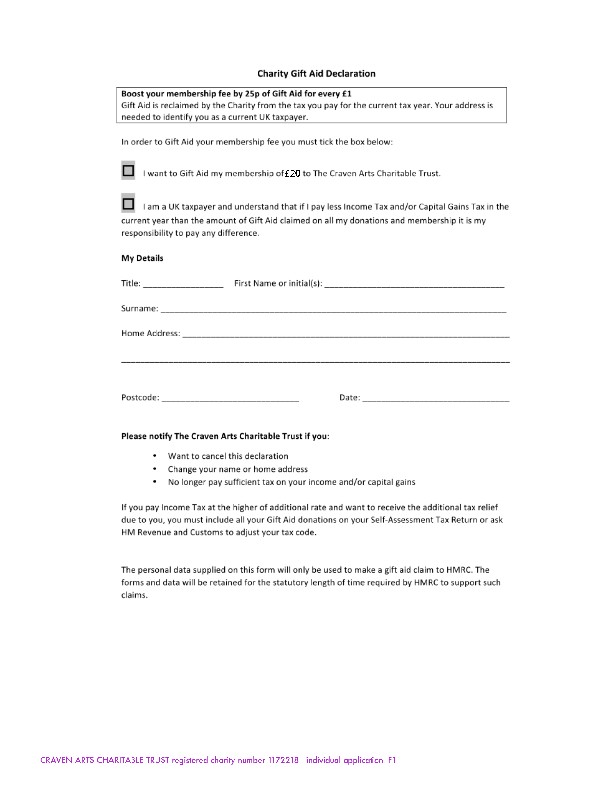 Charity Gift Aid Declaration
Boost your membership fee by 25p of Gift Aid for every £1
Gift Aid is reclaimed by the Charity from the tax you pay for the current tax year. Your address is
needed to identify you as a current UK taxpayer.
In order to Gift Aid your membership fee you must tick the box below:
I want to Gift Aid my membership of £20 to The Craven Arts Charitable Trust.
I am a UK taxpayer and understand that if I pay less Income Tax and/or Capital Gains Tax in the
current year than the amount of Gift Aid claimed on all my donations and membership it is my
responsibility to pay any difference.
My Details
Title: _________________ First Name or initial(s): ______________________________________
Surname: _________________________________________________________________________
Home Address: _____________________________________________________________________
__________________________________________________________________________________
Postcode: _____________________________ Date: _______________________________
Please notify The Craven Arts Charitable Trust if you:
• Want to cancel this declaration
• Change your name or home address
• No longer pay sufficient tax on your income and/or capital gains
If you pay Income Tax at the higher of additional rate and want to receive the additional tax relief
due to you, you must include all your Gift Aid donations on your Self-Assessment Tax Return or ask
HM Revenue and Customs to adjust your tax code.
The personal data supplied on this form will only be used to make a gift aid claim to HMRC. The
forms and data will be retained for the statutory length of time required by HMRC to support such
claims.
CRAVEN ARTS CHARITABLE TRUST registered charity number 1172218 individual application F1